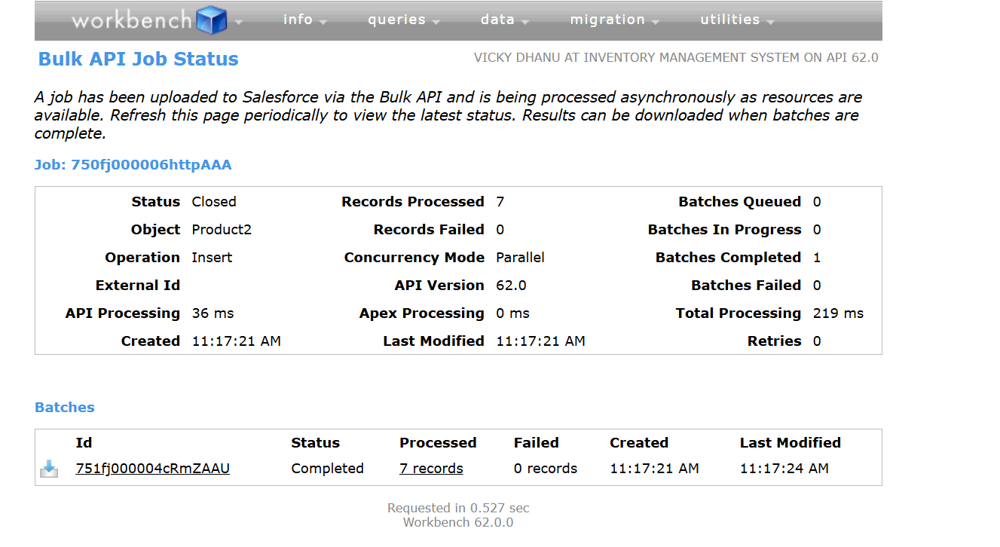 workbench info queries data migration utilities
Bulk API Job Status VICKY DHANU AT INVENTORY MANAGEMENT SYSTEM ON API 62.0
A job has been uploaded to Salesforce via the Bulk API and is being processed asynchronously as resources are
available. Refresh this page periodically to view the latest status. Results can be downloaded when batches are
complete.
Job: 750fj000006httpAAA
Status Closed Records Processed 7 Batches Queued 0
Object Product2 Records Failed 0 Batches In Progress 0
Operation Insert Concurrency Mode Parallel Batches Completed 1
External Id API Version 62.0 Batches Failed 0
API Processing 36 ms Apex Processing 0 ms Total Processing 219 ms
Created 11:17:21 AM Last Modified 11:17:21 AM Retries 0
Batches
Id Status Processed Failed Created Last Modified
751fj000004cRmZAAU Completed 7 records 0 records 11:17:21 AM 11:17:24 AM
Requested in 0.527 sec
Workbench 62.0.0